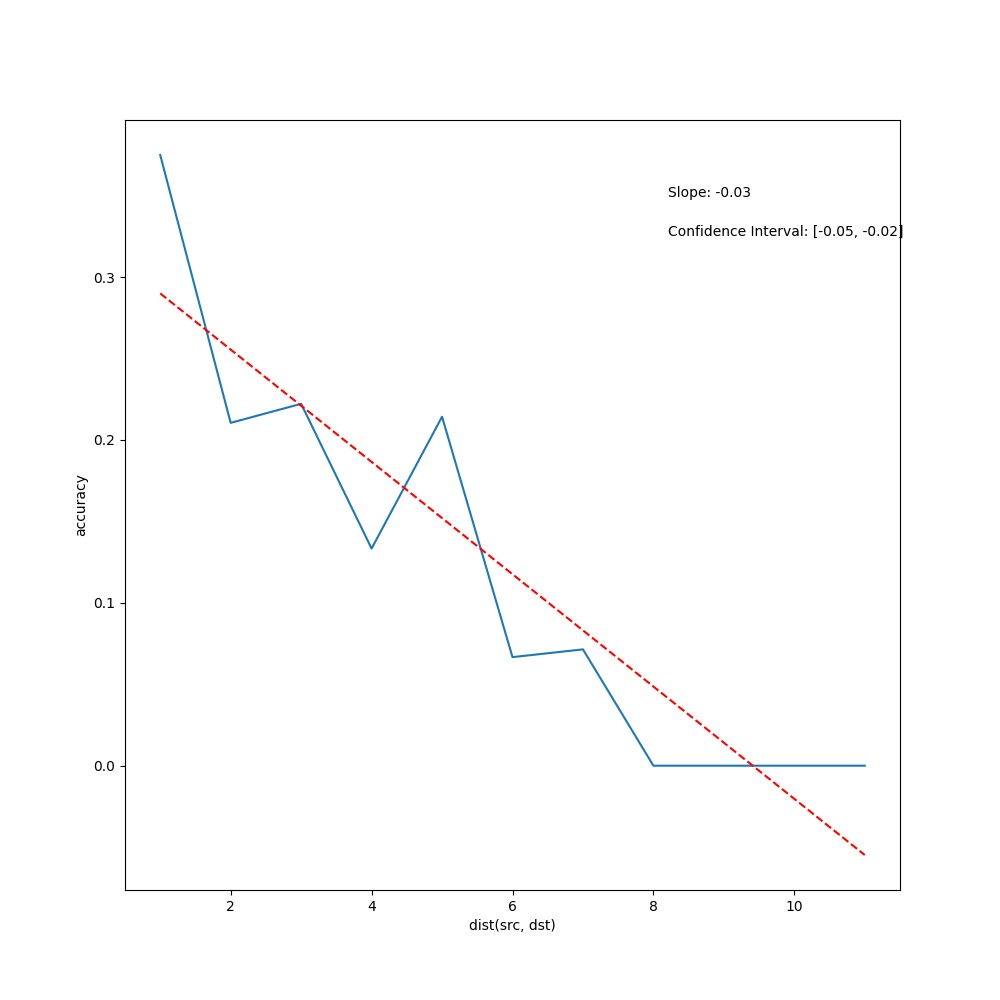 Slope: -0.03
Confidence Interval: [-0.05, -0.02]
0.3
0.2
0.1
0.0
accuracy
2 4 6 8 10
dist(src, dst)